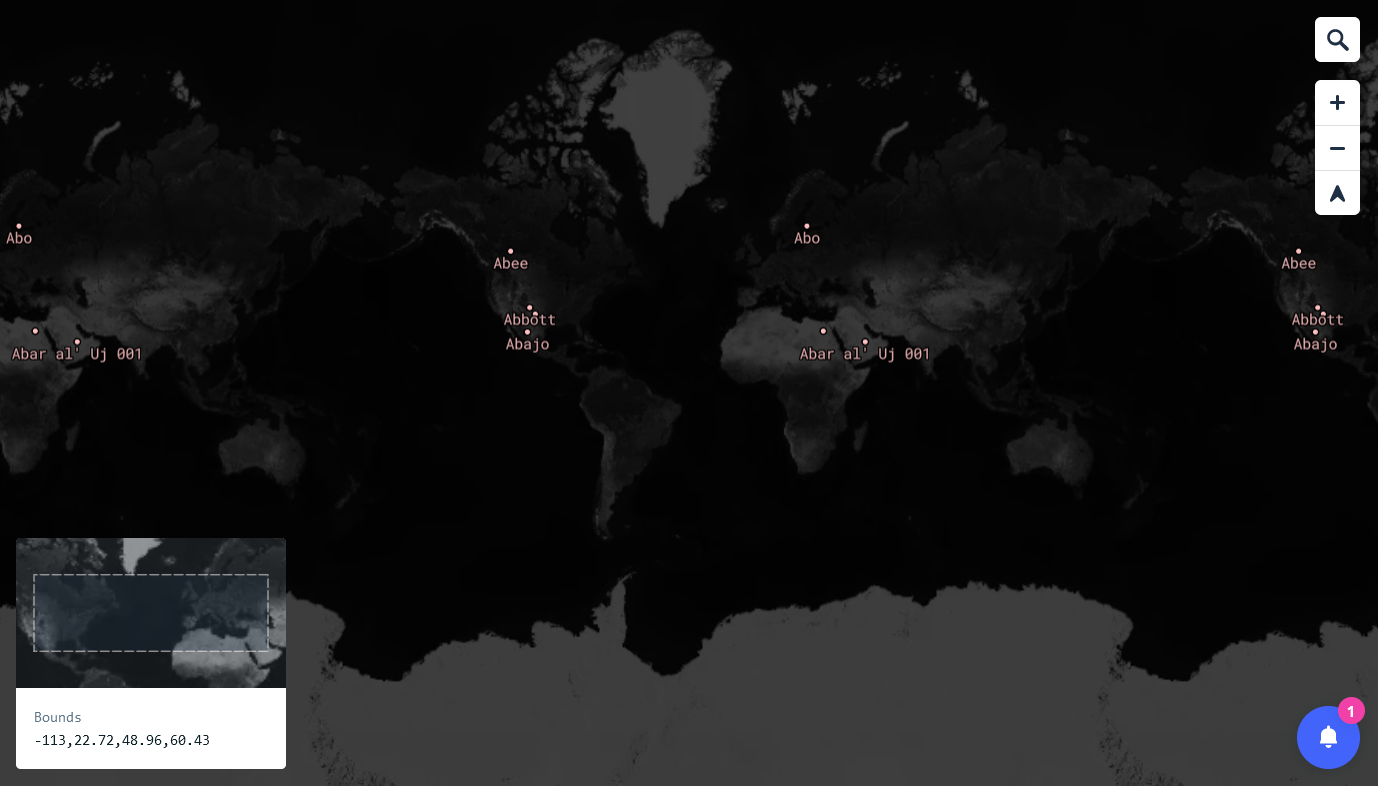 Abo
Abo
Abee
Abee
Abbott
Abbott
Abajo
Abajo
Abar al' Uj 001
Abar al' Uj 001
Bounds
-113,22.72,48.96,60.43
1